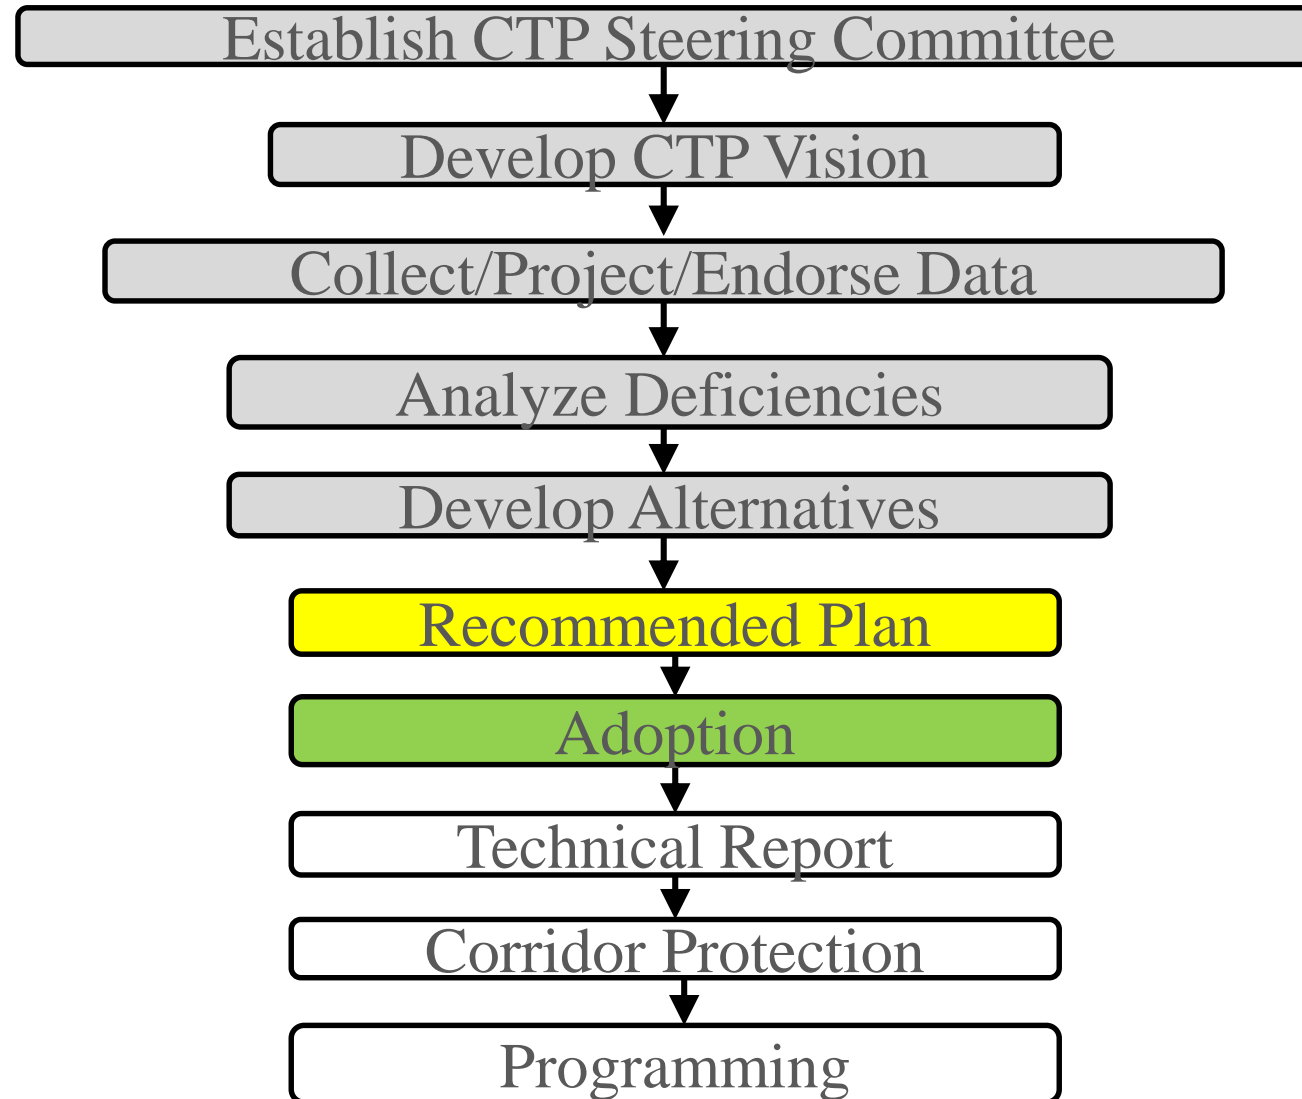 Establish CTP Steering Committee
Develop CTP Vision
Collect/Project/Endorse Data
Analyze Deficiencies
Develop Alternatives
Recommended Plan
Adoption
Technical Report
Corridor Protection
Programming